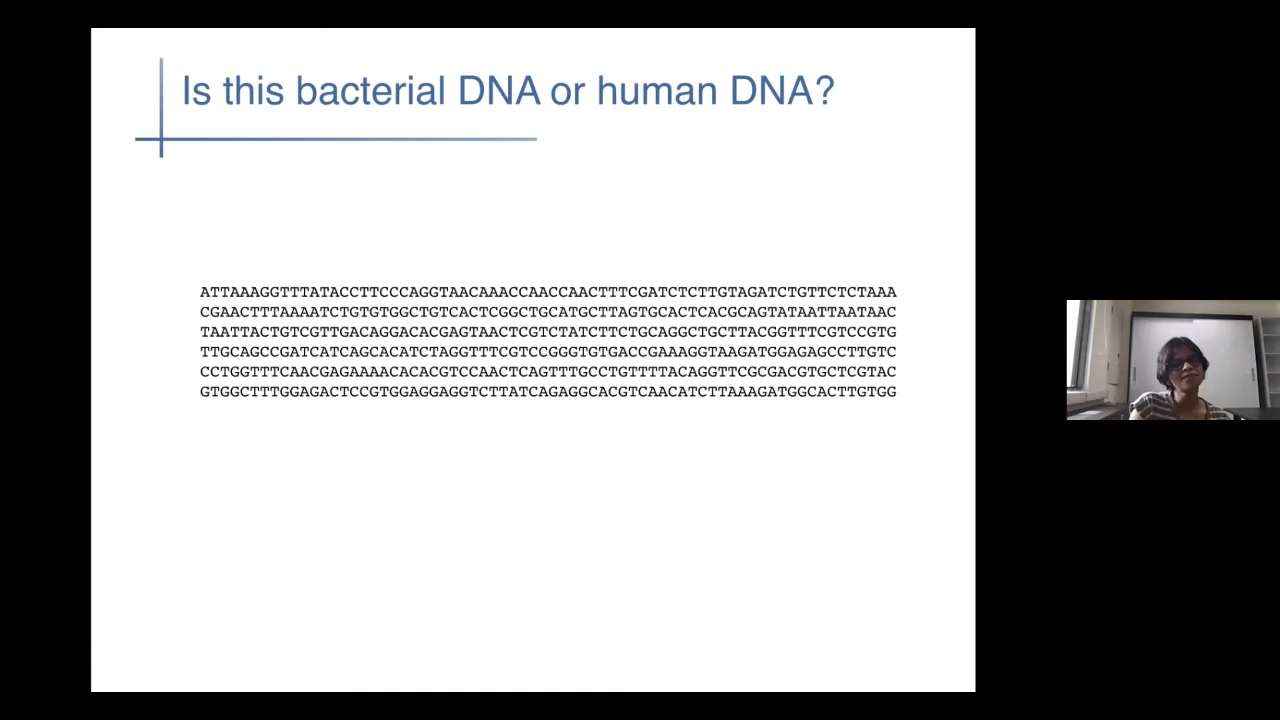 Is this bacterial DNA or human DNA?
ATTAAAGGTTTATACCTTCCCAGGTAACAAACCAACCAACTTTCGATCTCTTGTAGATCTGTTCTCTAAA
CGAACTTTAAAATCTGTGTGGCTGTCACTCGGCTGCATGCTTAGTGCACTCACGCAGTATAATTAATAAC
TAATTACTGTCGTTGACAGGACACGAGTAACTCGTCTATCTTCTGCAGGCTGCTTACGGTTTCGTCCGTG
TTGCAGCCGATCATCAGCACATCTAGGTTTCGTCCGGGTGTGACCGAAAGGTAAGATGGAGAGCCTTGTC
CCTGGTTTCAACGAGAAAACACACGTCCAACTCAGTTTGCCTGTTTTACAGGTTCGCGACGTGCTCGTAC
GTGGCTTTGGAGACTCCGTGGAGGAGGTCTTATCAGAGGCACGTCAACATCTTAAAGATGGCACTTGTGG